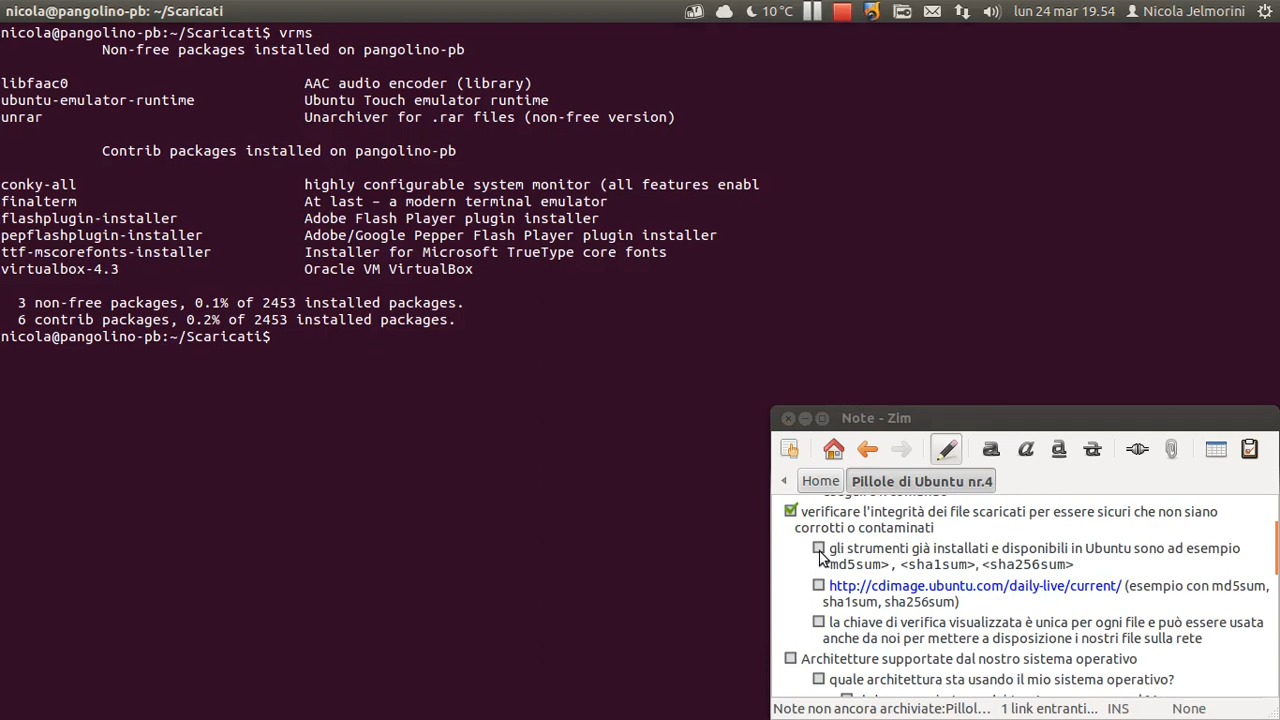 nicola@pangolino-pb: ~/Scaricati
10 °C
lun 24 mar 19.54
Nicola Jelmorini
nicola@pangolino-pb:~/Scaricati$ vrms
Non-free packages installed on pangolino-pb
libfaac0 AAC audio encoder (library)
ubuntu-emulator-runtime Ubuntu Touch emulator runtime
unrar Unarchiver for .rar files (non-free version)
Contrib packages installed on pangolino-pb
conky-all highly configurable system monitor (all features enabl
finalterm At last – a modern terminal emulator
flashplugin-installer Adobe Flash Player plugin installer
pepflashplugin-installer Adobe/Google Pepper Flash Player plugin installer
ttf-mscorefonts-installer Installer for Microsoft TrueType core fonts
virtualbox-4.3 Oracle VM VirtualBox
3 non-free packages, 0.1% of 2453 installed packages.
6 contrib packages, 0.2% of 2453 installed packages.
nicola@pangolino-pb:~/Scaricati$
Note - Zim
Home Pillole di Ubuntu nr.4
verificare l'integrità dei file scaricati per essere sicuri che non siano
corrotti o contaminati
gli strumenti già installati e disponibili in Ubuntu sono ad esempio
md5sum>, <sha1sum>, <sha256sum>
http://cdimage.ubuntu.com/daily-live/current/ (esempio con md5sum,
sha1sum, sha256sum)
la chiave di verifica visualizzata è unica per ogni file e può essere usata
anche da noi per mettere a disposizione i nostri file sulla rete
Architetture supportate dal nostro sistema operativo
quale architettura sta usando il mio sistema operativo?
Note non ancora archiviate:Pillol... 1 link entranti... INS None